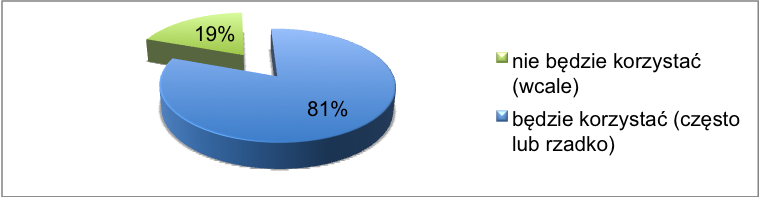 19%
81%
nie będzie korzystać
(wcale)
będzie korzystać (często
lub rzadko)